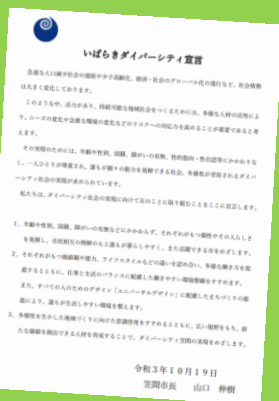 いばらきダイバーシティ宣言
急速な人口減少社会の進展や少子高齢化、経済・社会のグローバル化の進行など、社会情勢
は大きく変化しております。
このような中、活力があり、持続可能な地域社会をつくるためには、多様な人材の活用によ
り、ニーズの変化や急激な環境の変化などのリスクへの対応力を高めることが重要であると考
えます。
その実現のためには、年齢や性別、国籍、障がいの有無、性的指向・性自認等にかかわりな
く、一人ひとりが尊重され、誰もが個々の能力を発揮できる社会、多様性が受容されるダイバ
ーシティ社会の実現が求められています。
私たちは、ダイバーシティ社会の実現に向けて次のことに取り組むことをここに宣言します。
1、年齢や性別、国籍、障がいの有無などにかかわらず、それぞれがもつ個性やその人らしさ
を発揮し、市民相互の理解のもと誰もが暮らしやすく、また活躍できる市をめざします。
2、それぞれがもつ価値観や能力、ライフスタイルなどの違いを認め合い、多様な働き方を促
進するとともに、仕事と生活のバランスに配慮した働きやすい環境整備をすすめます。
また、すべての人のためのデザイン「ユニバーサルデザイン」に配慮したまちづくりの推
進により、誰もが生活しやすい環境を整えます。
3、多様性を生かした地域づくりに向けた意識啓発をすすめるとともに、広い視野をもち、新
たな価値を創出できる人材を育成することで、ダイバーシティ笠間の実現をめざします。
令和3年10月19日
笠間市長　山口　伸樹